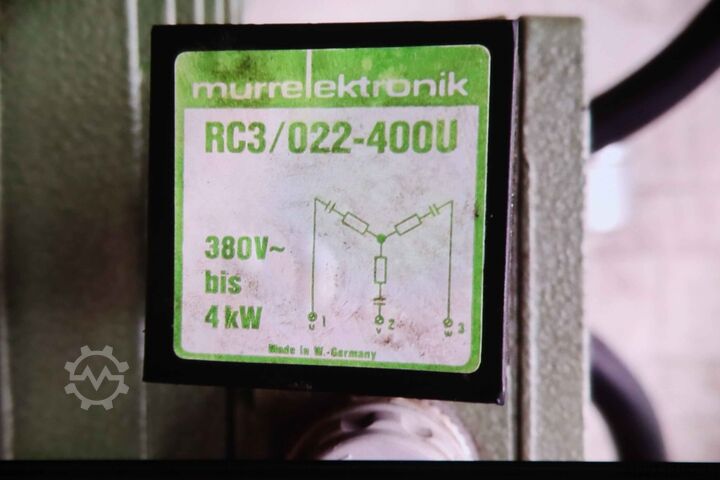 murrelektronik
RC3/022-400U
380V~
bis
4 kW
1 2 3
u v w
Made in W.-Germany